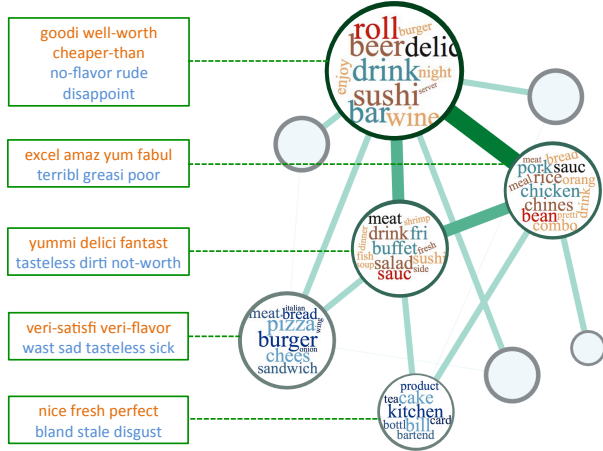 goodi well-worth
cheaper-than
no-flavor rude
disappoint
excel amaz yum fabul
terribl greasi poor
yummi delici fantast
tasteless dirti not-worth
veri-satisfi veri-flavor
wast sad tasteless sick
nice fresh perfect
bland stale disgust
roll burger
beer delic
enjoy drink night
sushi server
bar wine
meat bread
pork sauc
meal rice orang
chicken
chines drink
bean pretti
combo
meat shrimp
drink fri
dinner buffet fresh
fish salad sushi
soup sauc side
italian
meat bread
pizza wing
burger
onion
chees
sandwich
product
tea cake
kitchen
bottl bill card
bartend